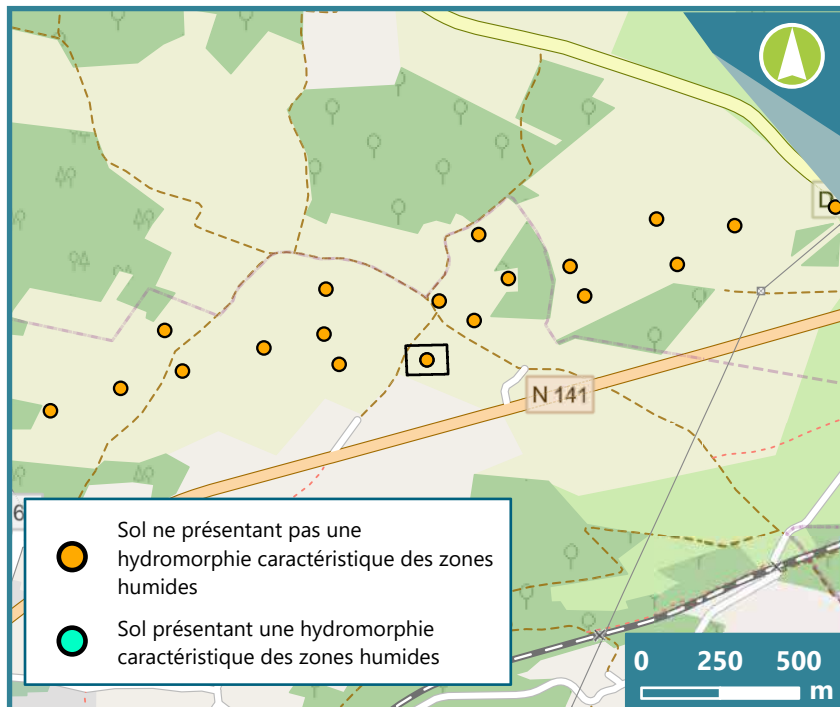 D
N 141
6
Sol ne présentant pas une
hydromorphie caractéristique des zones
humides
Sol présentant une hydromorphie
caractéristique des zones humides
0 250 500
m